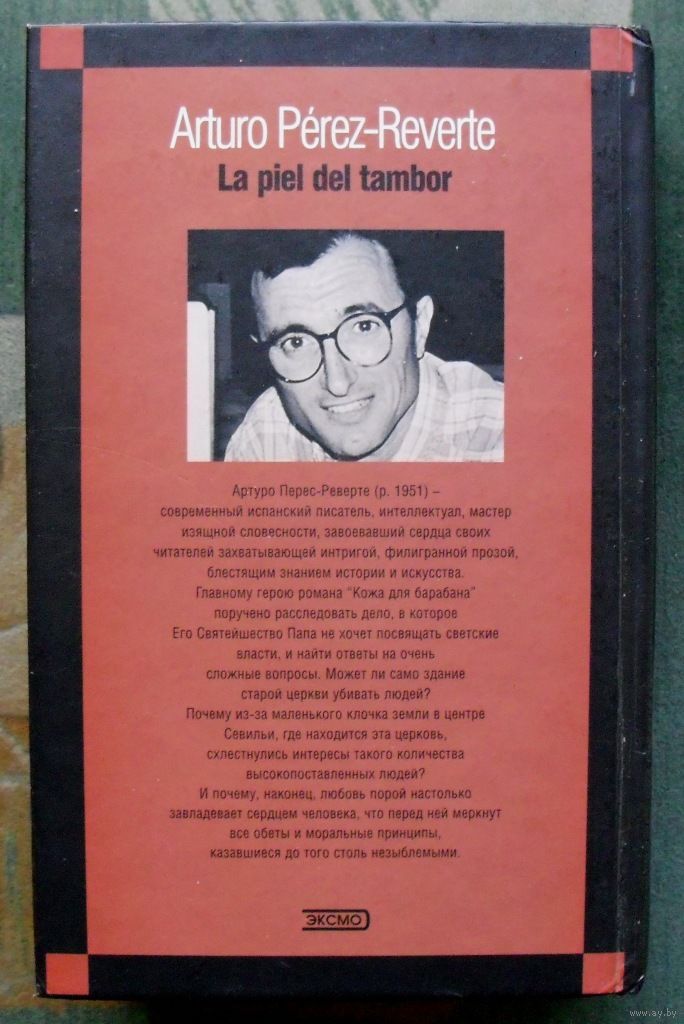 Arturo Pérez-Reverte
La piel del tambor
Артуро Перес-Реверте (р. 1951) –
современный испанский писатель, интеллектуал, мастер
изящной словесности, завоевавший сердца своих
читателей захватывающей интригой, филигранной прозой,
блестящим знанием истории и искусства.
Главному герою романа "Кожа для барабана"
поручено расследовать дело, в которое
Его Святейшество Папа не хочет посвящать светские
власти, и найти ответы на очень
сложные вопросы. Может ли само здание
старой церкви убивать людей?
Почему из-за маленького клочка земли в центре
Севильи, где находится эта церковь,
схлестнулись интересы такого количества
высокопоставленных людей?
И почему, наконец, любовь порой настолько
завладевает сердцем человека, что перед ней меркнут
все обеты и моральные принципы,
казавшиеся до того столь незыблемыми.
ЭКСМО
www.ay.by